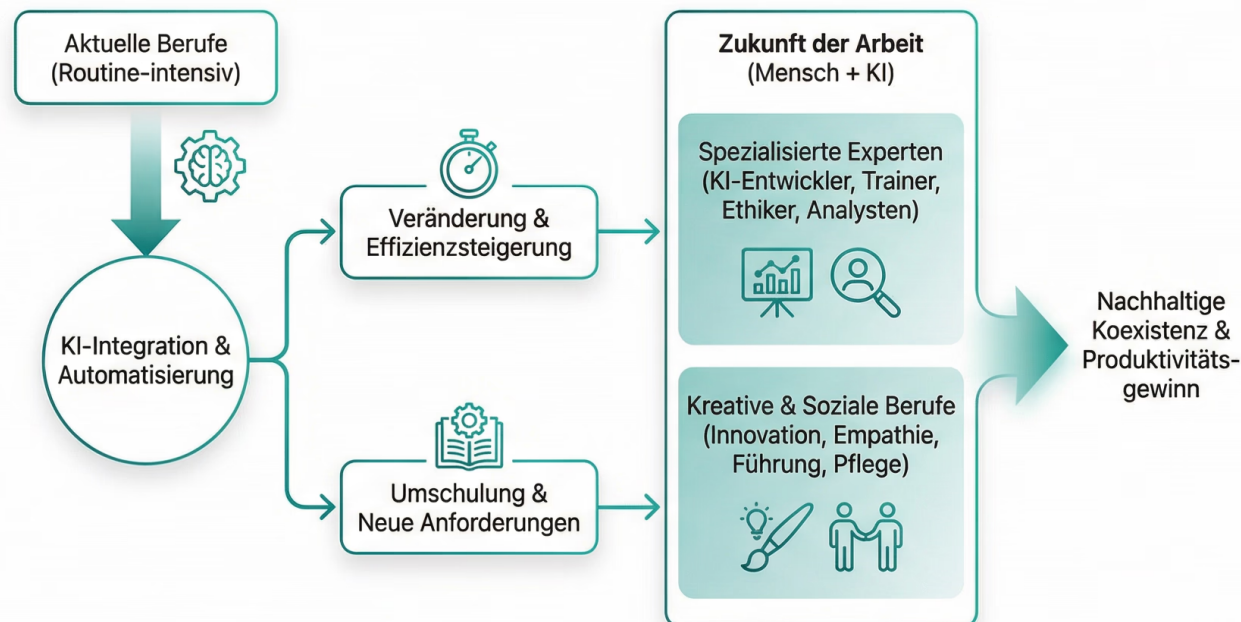 Aktuelle Berufe
(Routine-intensiv)
KI-Integration &
Automatisierung
Veränderung &
Effizienzsteigerung
Umschulung &
Neue Anforderungen
Zukunft der Arbeit
(Mensch + KI)
Spezialisierte Experten
(KI-Entwickler, Trainer,
Ethiker, Analysten)
Kreative & Soziale Berufe
(Innovation, Empathie,
Führung, Pflege)
Nachhaltige
Koexistenz &
Produktivitäts-
gewinn